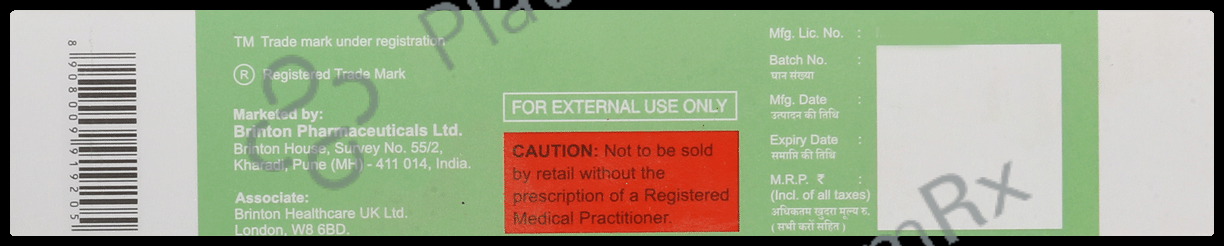 8908009919205
TM Trade mark under registration
® Registered Trade Mark
Marketed by:
Brinton Pharmaceuticals Ltd.
Brinton House, Survey No. 55/2,
Kharadi, Pune (MH) - 411 014, India.
Associate:
Brinton Healthcare UK Ltd.
London, W8 6BD.
FOR EXTERNAL USE ONLY
CAUTION: Not to be sold
by retail without the
prescription of a Registered
Medical Practitioner.
Mfg. Lic. No. :
Batch No. :
घान संख्या
Mfg. Date :
उत्पादन की तिथि
Expiry Date :
समाप्ति की तिथि
M.R.P. ₹ :
(Incl. of all taxes)
अधिकतम खुदरा मूल्य रु.
( सभी करों सहित )